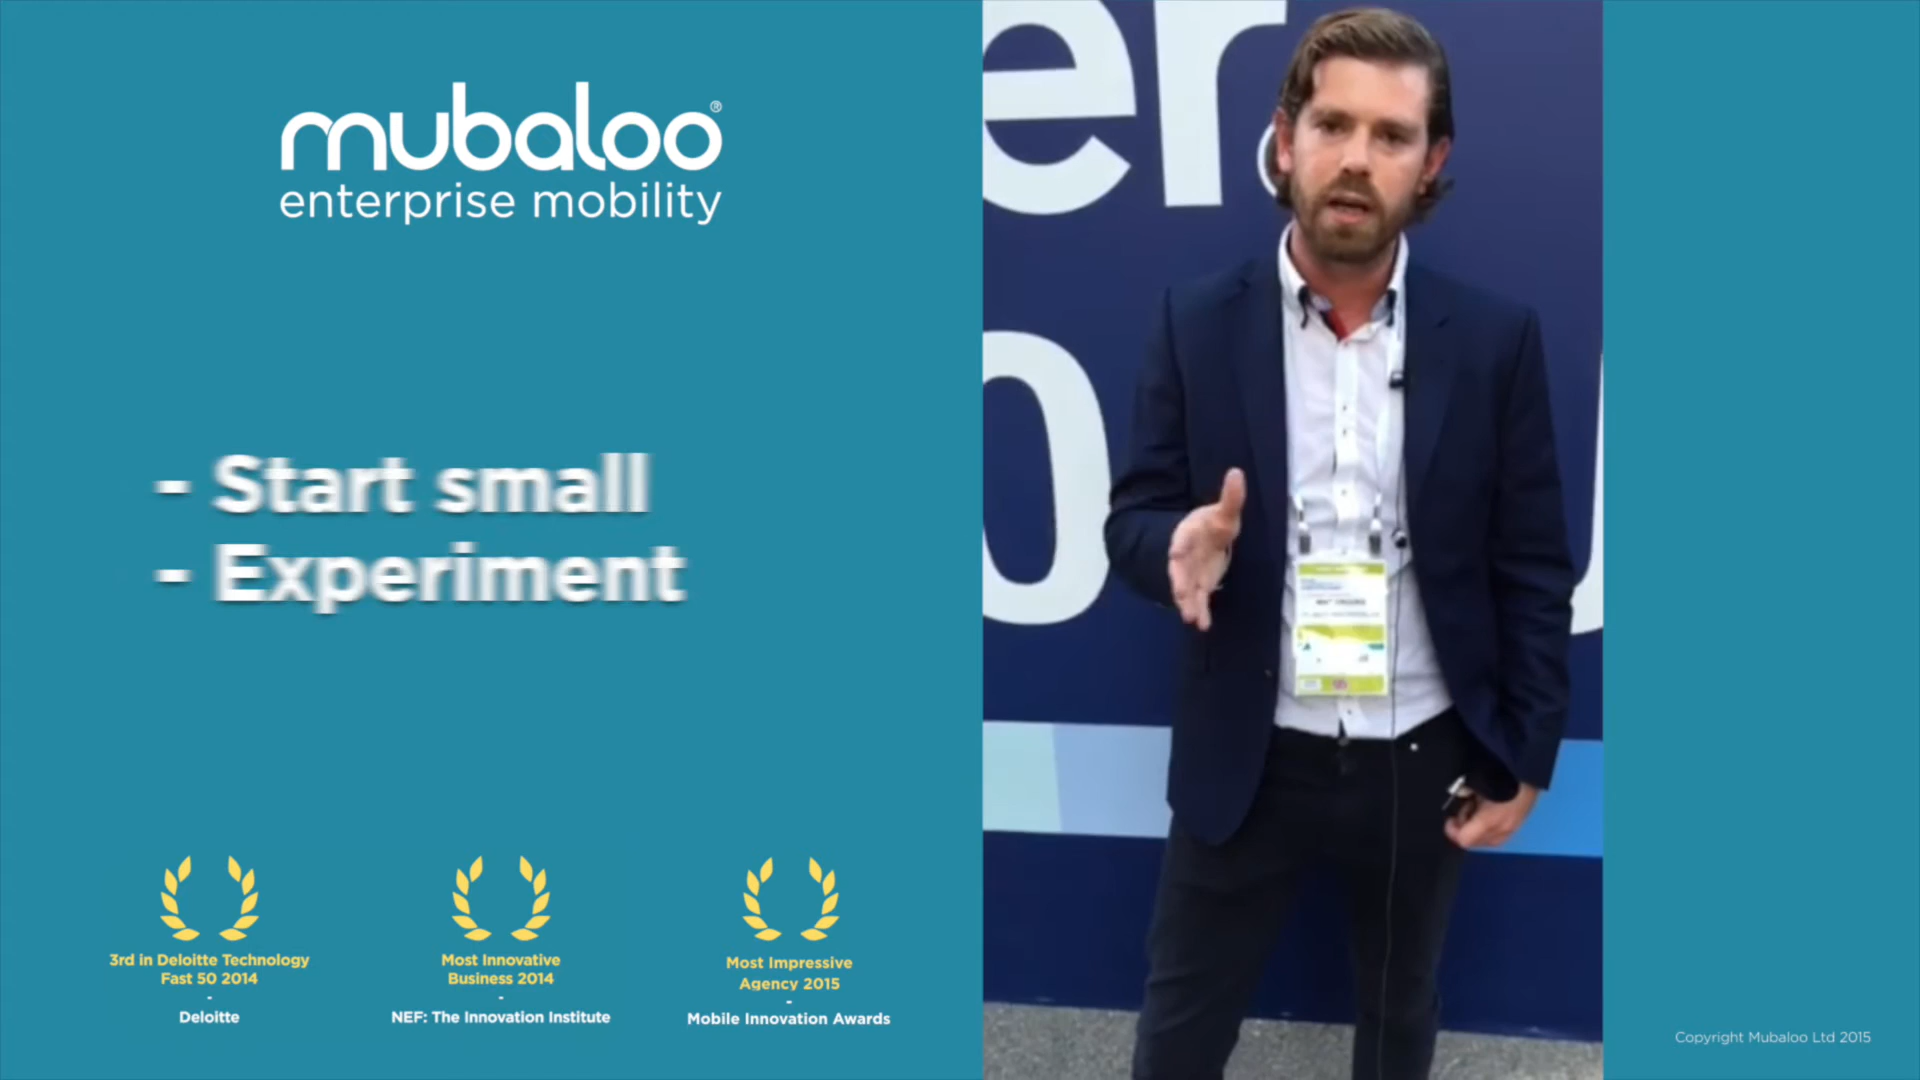 mubaloo®
enterprise mobility
- Start small
- Experiment
3rd in Deloitte Technology
Fast 50 2014
-
Deloitte
Most Innovative
Business 2014
-
NEF: The Innovation Institute
Most Impressive
Agency 2015
-
Mobile Innovation Awards
er
Copyright Mubaloo Ltd 2015